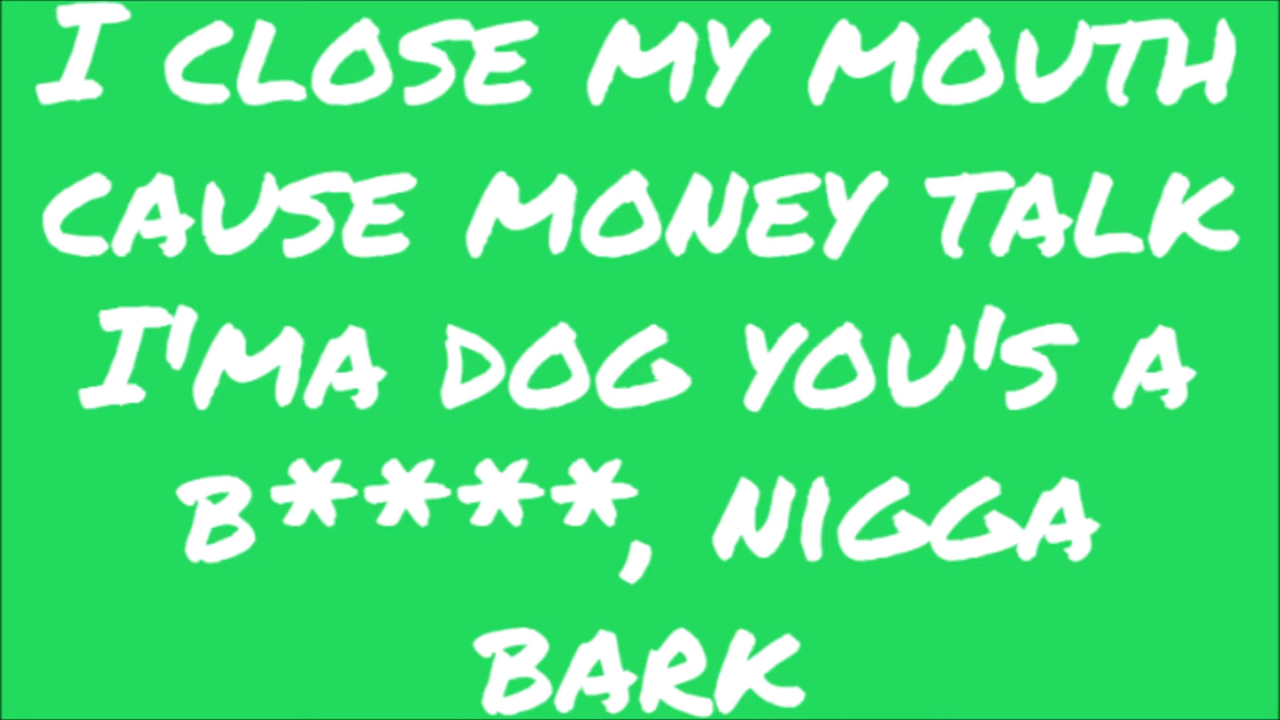 I CLOSE MY MOUTH
CAUSE MONEY TALK
I'MA DOG YOU'S A
B****, NIGGA
BARK